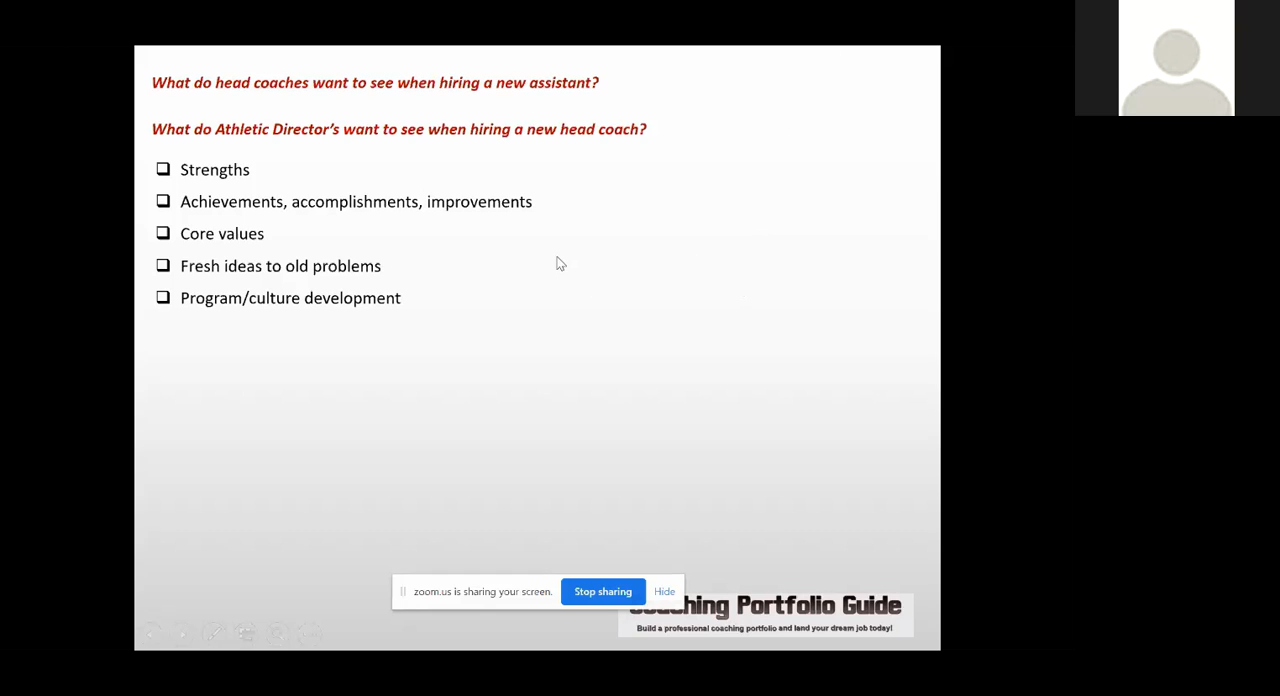 What do head coaches want to see when hiring a new assistant?
What do Athletic Director’s want to see when hiring a new head coach?
❑ Strengths
❑ Achievements, accomplishments, improvements
❑ Core values
❑ Fresh ideas to old problems
❑ Program/culture development
zoom.us is sharing your screen. Stop sharing Hide
Portfolio Guide
Build a professional coaching portfolio and land your dream job today!